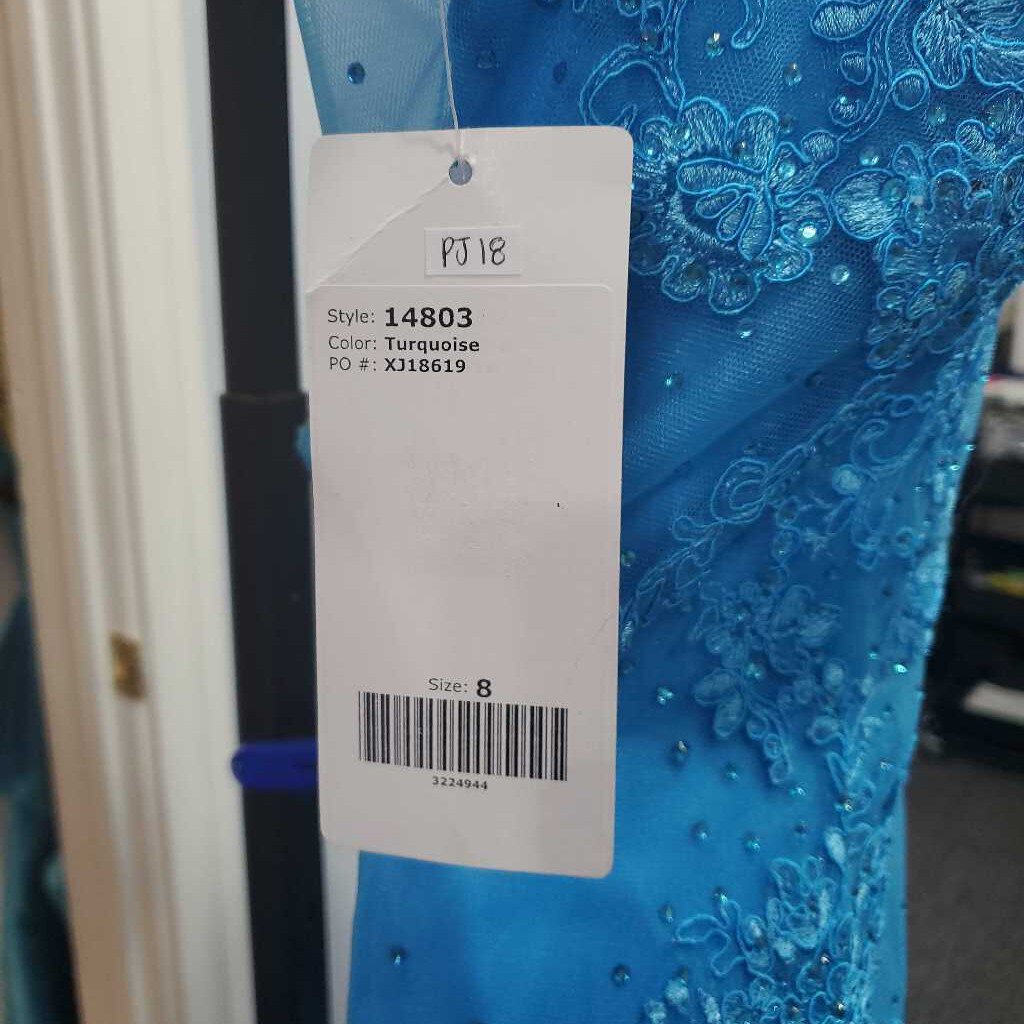 PJ18
Style: 14803
Color: Turquoise
PO #: XJ18619
Size: 8
3224944